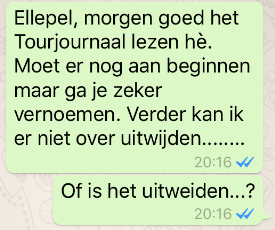 Ellepel, morgen goed het
Tourjournaal lezen hè.
Moet er nog aan beginnen
maar ga je zeker
vernoemen. Verder kan ik
er niet over uitwijden........
20:16
Of is het uitweiden...?
20:16